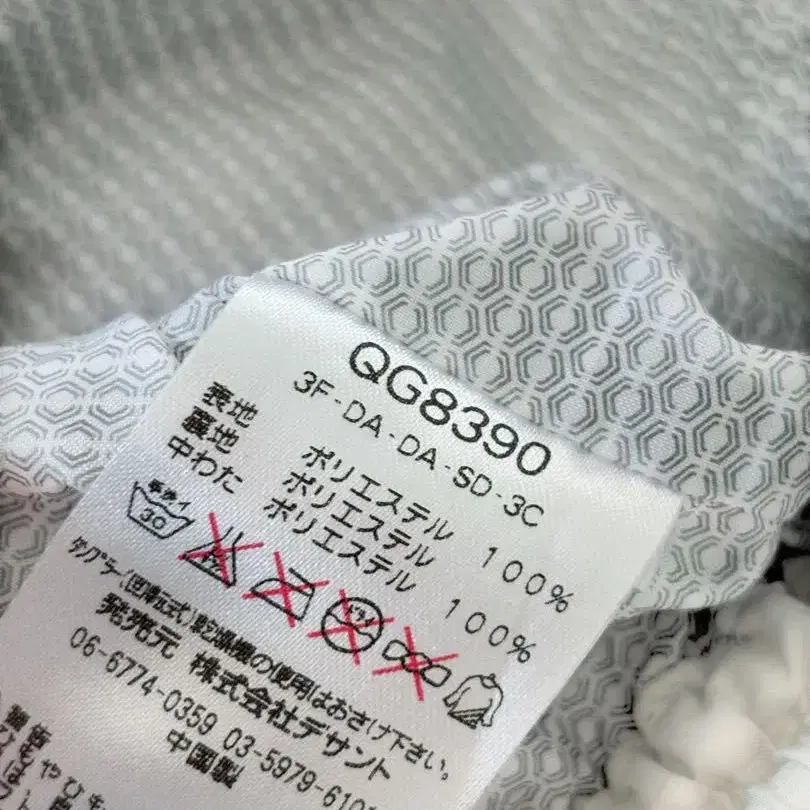 QG8390
3F-DA-DA-SD-3C
表地 ポリエステル 100%
裏地 ポリエステル 100%
中わた ポリエステル
手洗イ 30
ドライ
タンブラー(回転式)乾燥機の使用はおさけ下さい。
発売元 株式会社デサント
06-6774-0359 03-5979-610
中国製